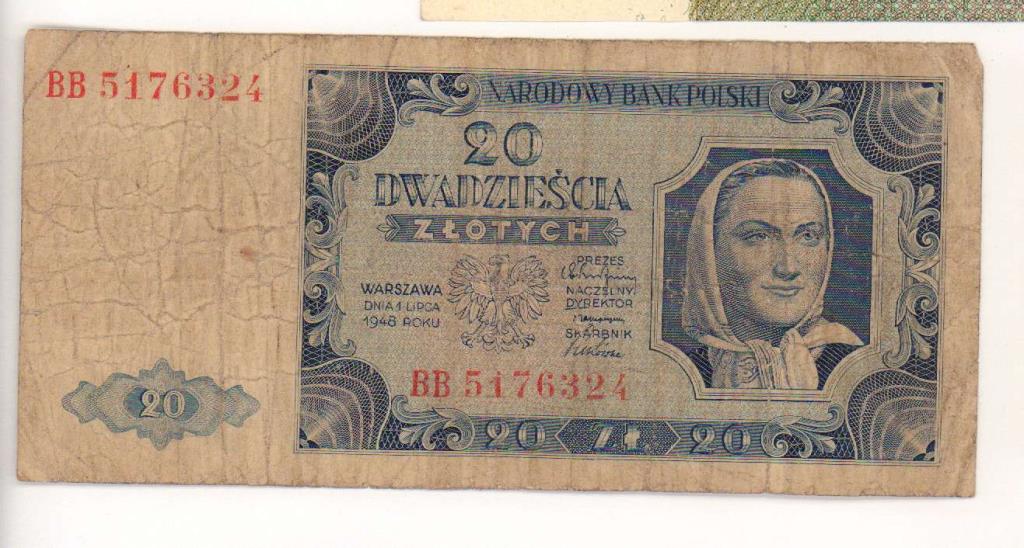 BB 5176324
NARODOWY BANK POLSKI
20
DWADZIEŚCIA
ZŁOTYCH
WARSZAWA
DNIA 1 LIPCA
1948 ROKU
PREZES
NACZELNY
DYREKTOR
SKARBNIK
BB 5176324
20
20 ZŁ. 20